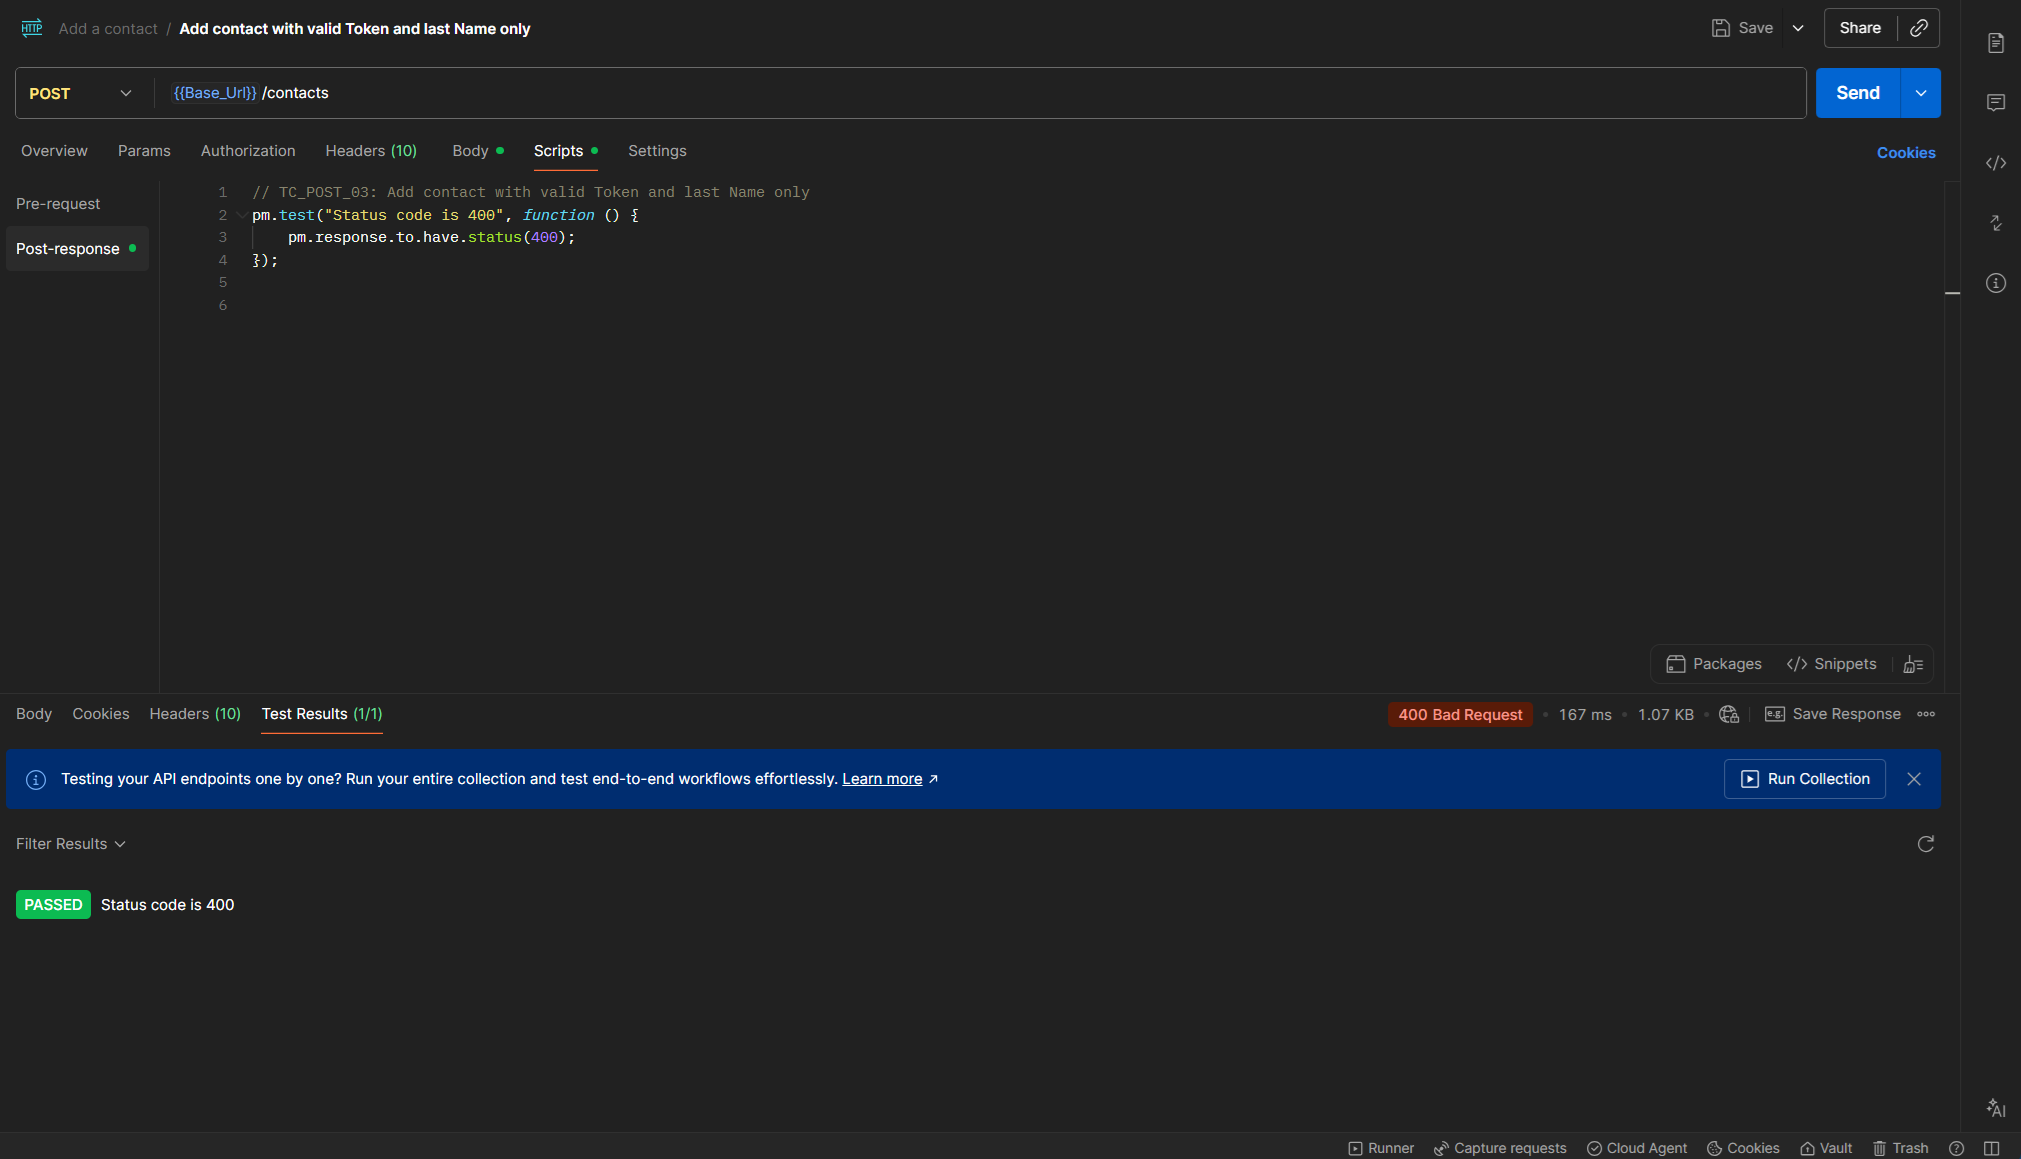 HTTP Add a contact / Add contact with valid Token and last Name only Save Share
POST {{Base_Url}} /contacts Send
Overview Params Authorization Headers (10) Body Scripts Settings Cookies
Pre-request
Post-response
1 // TC_POST_03: Add contact with valid Token and last Name only
2 pm.test("Status code is 400", function () {
3 pm.response.to.have.status(400);
4 });
5
6
Packages </> Snippets
Body Cookies Headers (10) Test Results (1/1) 400 Bad Request • 167 ms • 1.07 KB • e.g. Save Response
Testing your API endpoints one by one? Run your entire collection and test end-to-end workflows effortlessly. Learn more ↗ Run Collection
Filter Results
PASSED Status code is 400
AI
Runner Capture requests Cloud Agent Cookies Vault Trash